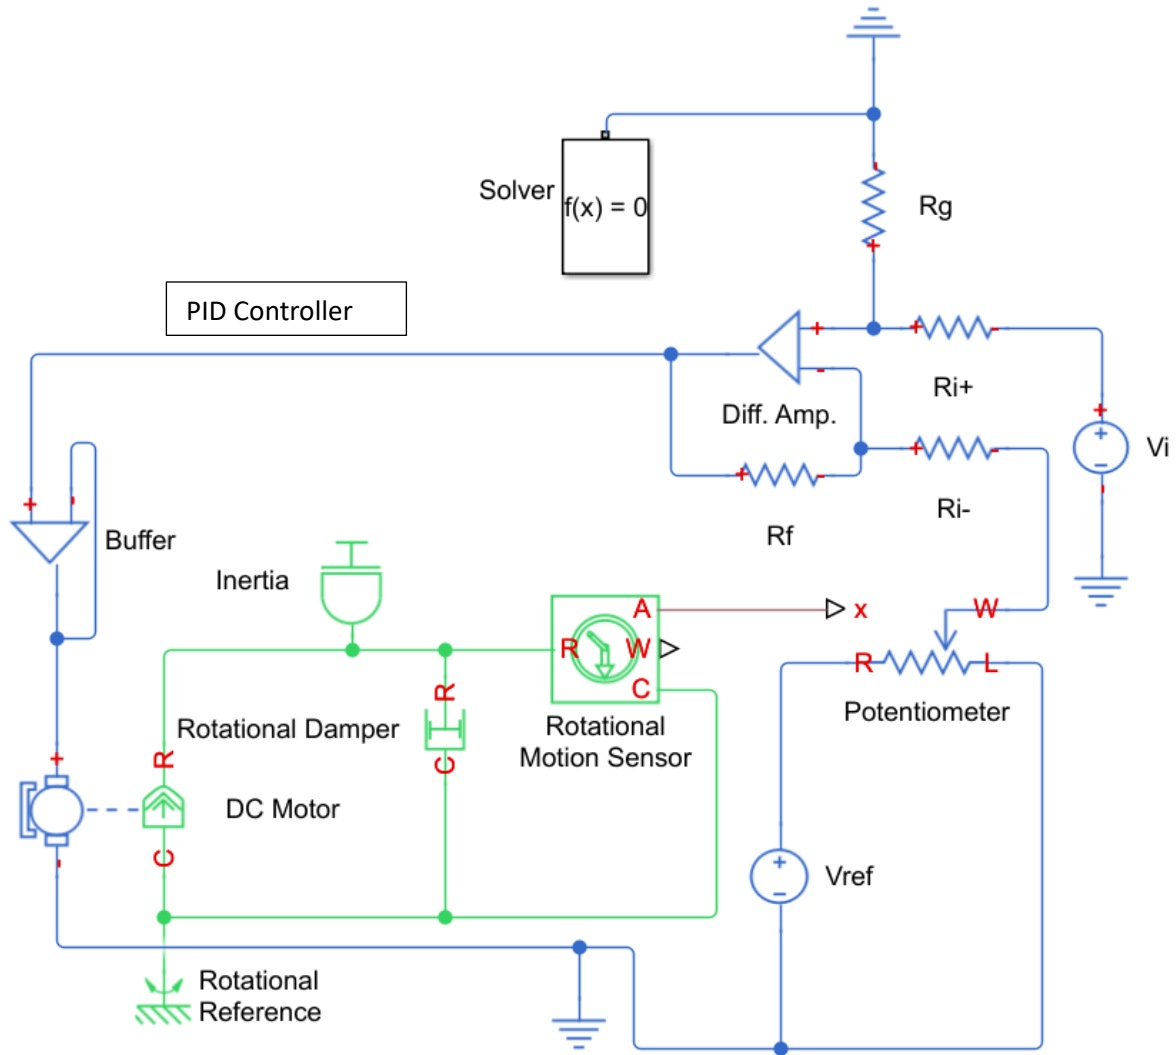 Solver
f(x) = 0
Rg
PID Controller
+
-
+
-
+
-
Ri+
Diff. Amp.
+
Vi
-
+
-
+
-
Ri-
Rf
+
-
Buffer
Inertia
A
x
R
W
C
W
R
L
Potentiometer
R
Rotational Damper
C
Rotational
Motion Sensor
+
R
DC Motor
-
C
+
Vref
-
Rotational
Reference